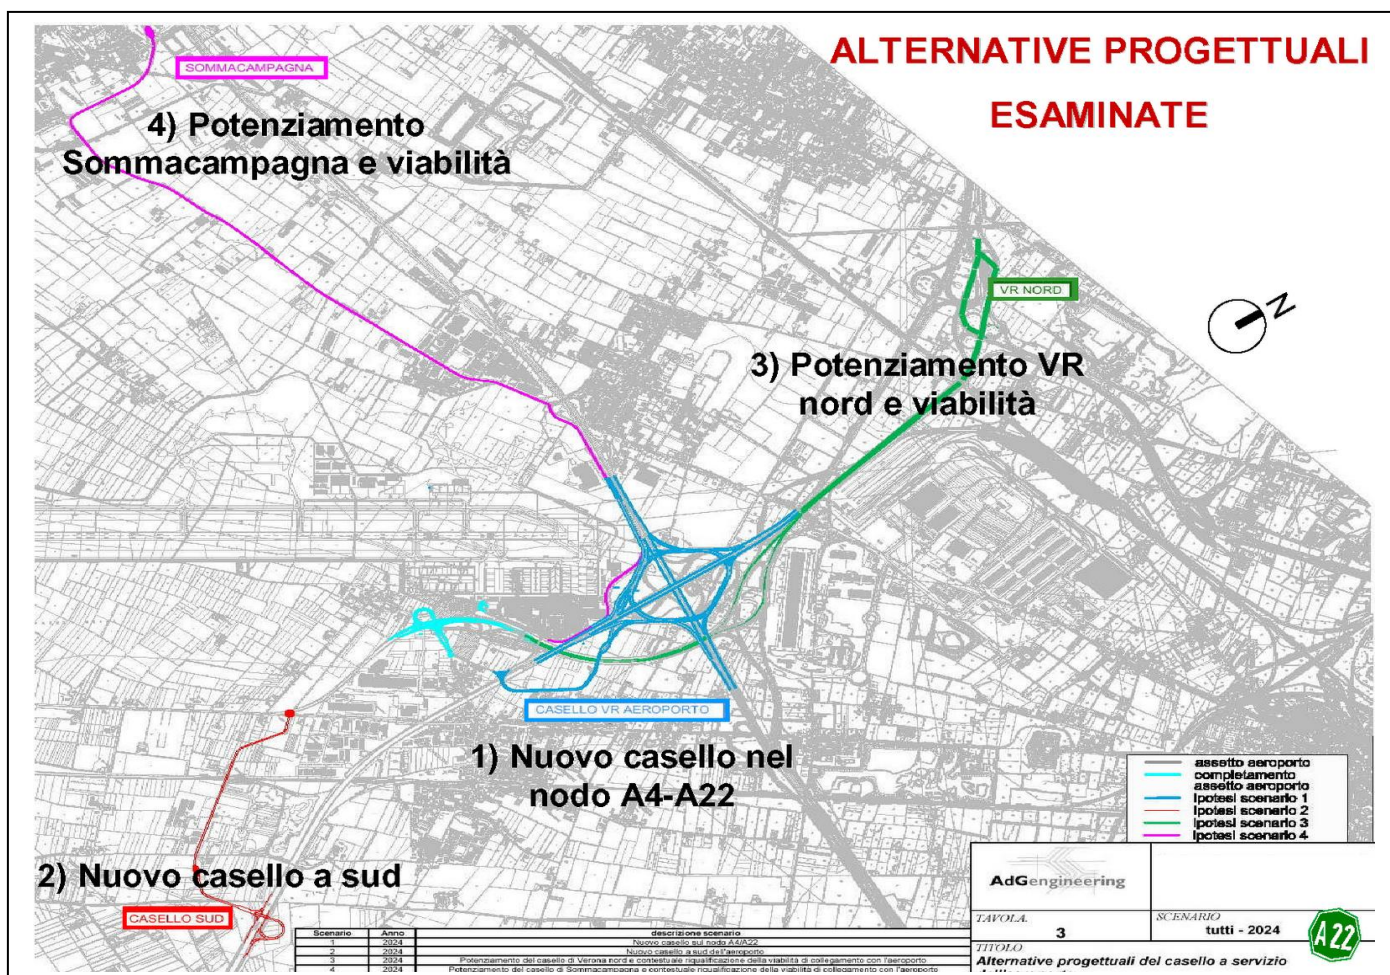 ALTERNATIVE PROGETTUALI
ESAMINATE
SOMMACAMPAGNA
4) Potenziamento
Sommacampagna e viabilità
VR NORD
N
3) Potenziamento VR
nord e viabilità
CASELLO VR AEROPORTO
1) Nuovo casello nel
nodo A4-A22
2) Nuovo casello a sud
CASELLO SUD
assetto aeroporto
completamento
assetto aeroporto
ipotesi scenario 1
ipotesi scenario 2
ipotesi scenario 3
ipotesi scenario 4
AdGengineering
TAVOLA
3
SCENARIO
tutti - 2024
A22
TITOLO
Alternative progettuali del casello a servizio
Scenario Anno descrizione scenario
1 2024 Nuovo casello sul nodo A4/A22
2 2024 Nuovo casello a sud dell'aeroporto
3 2024 Potenziamento del casello di Verona nord e contestuale riqualificazione della viabilità di collegamento con l'aeroporto
4 2024 Potenziamento del casello di Sommacampagna e contestuale riqualificazione della viabilità di collegamento con l'aeroporto